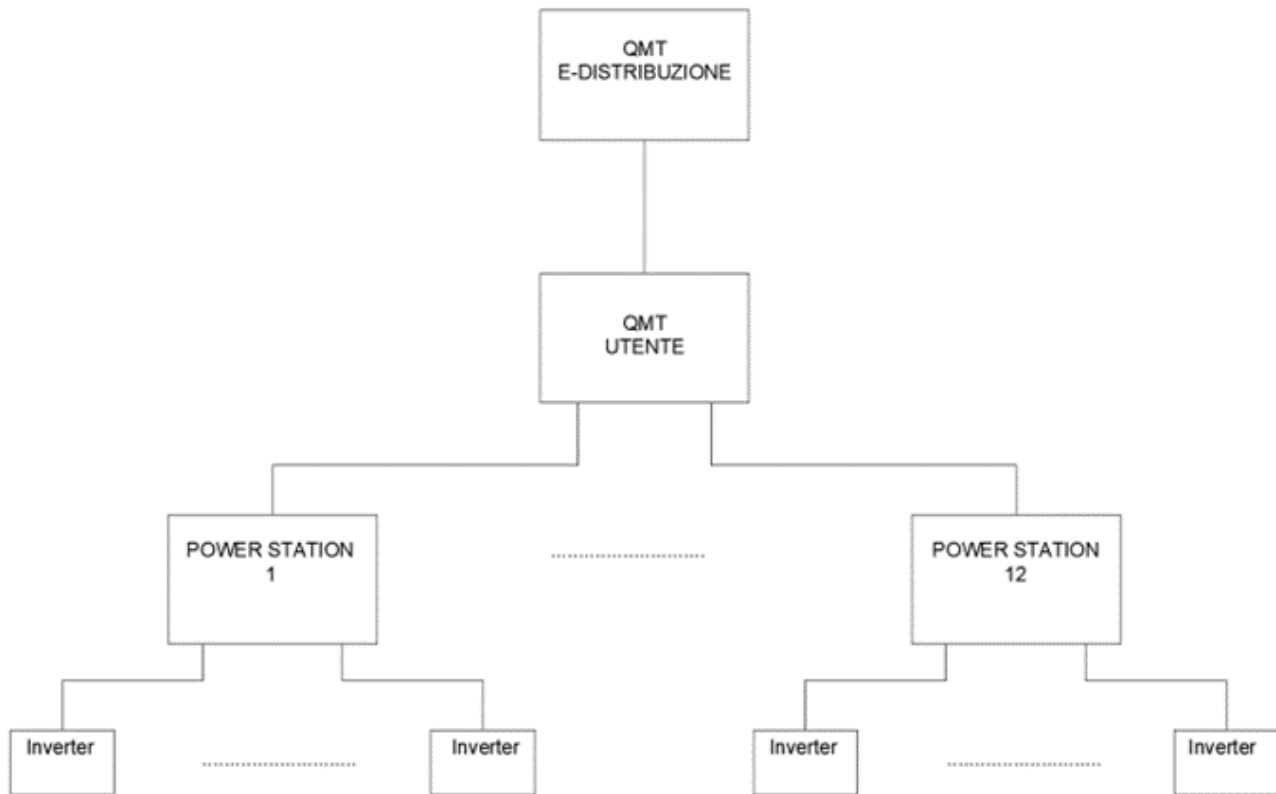 QMT
E-DISTRIBUZIONE
QMT
UTENTE
POWER STATION
1
POWER STATION
12
Inverter
Inverter
Inverter
Inverter